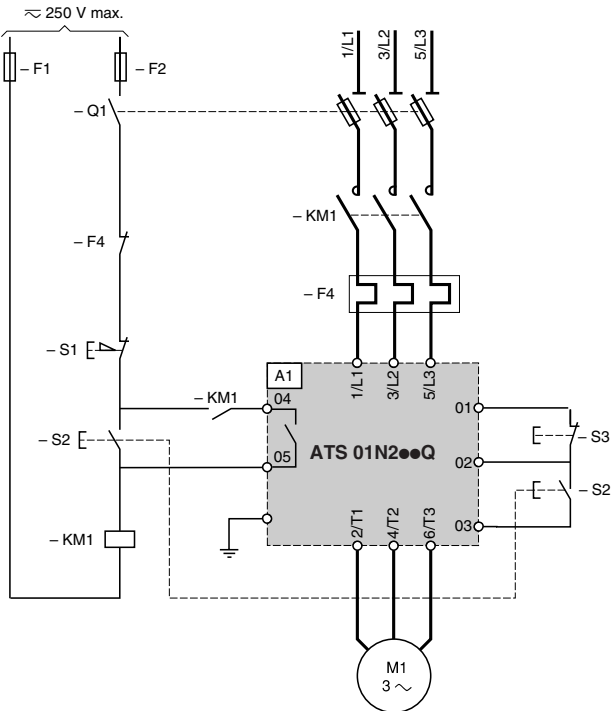 ⏦ 250 V max.
– F1
– F2
– Q1
1/L1
3/L2
5/L3
– KM1
– F4
– F4
– S1
– KM1
A1
04
1/L1
3/L2
5/L3
01
– S3
– S2
05
ATS 01N2●●Q
02
– S2
– KM1
2/T1
4/T2
6/T3
03
M1
3 ~